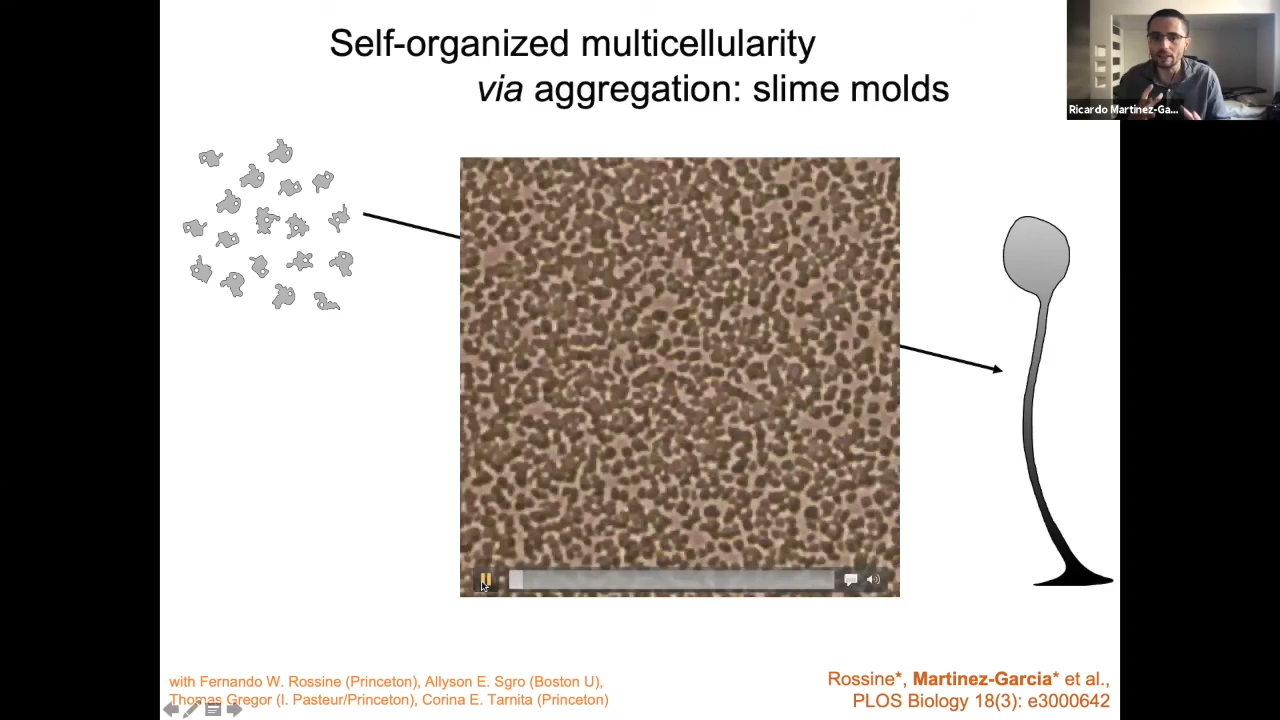 Self-organized multicellularity
via aggregation: slime molds
Ricardo Martinez-Ga...
with Fernando W. Rossine (Princeton), Allyson E. Sgro (Boston U),
Thomas Gregor (I. Pasteur/Princeton), Corina E. Tarnita (Princeton)
Rossine*, Martinez-Garcia* et al.,
PLOS Biology 18(3): e3000642